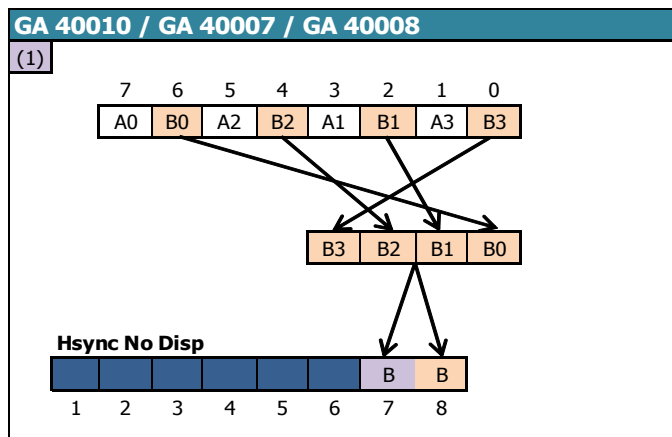 GA 40010 / GA 40007 / GA 40008
(1)
7 6 5 4 3 2 1 0
A0 B0 A2 B2 A1 B1 A3 B3
B3 B2 B1 B0
Hsync No Disp
B B
1 2 3 4 5 6 7 8